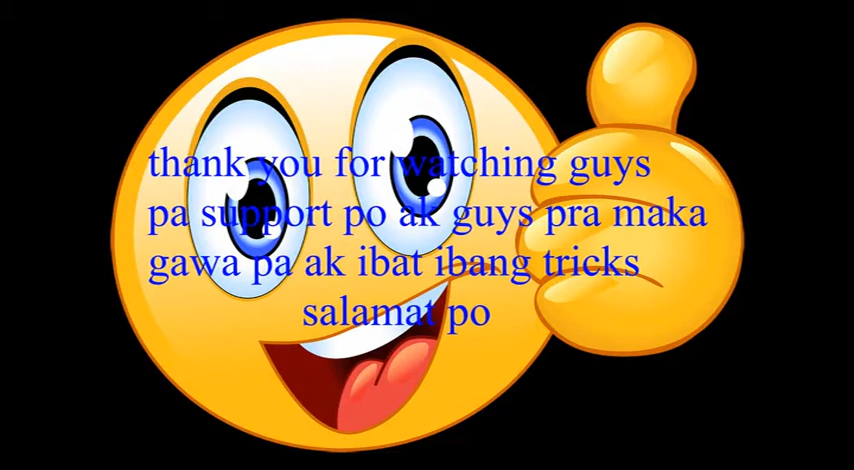 thank you for watching guys
pa support po ak guys pra maka
gawa pa ak ibat ibang tricks
salamat po